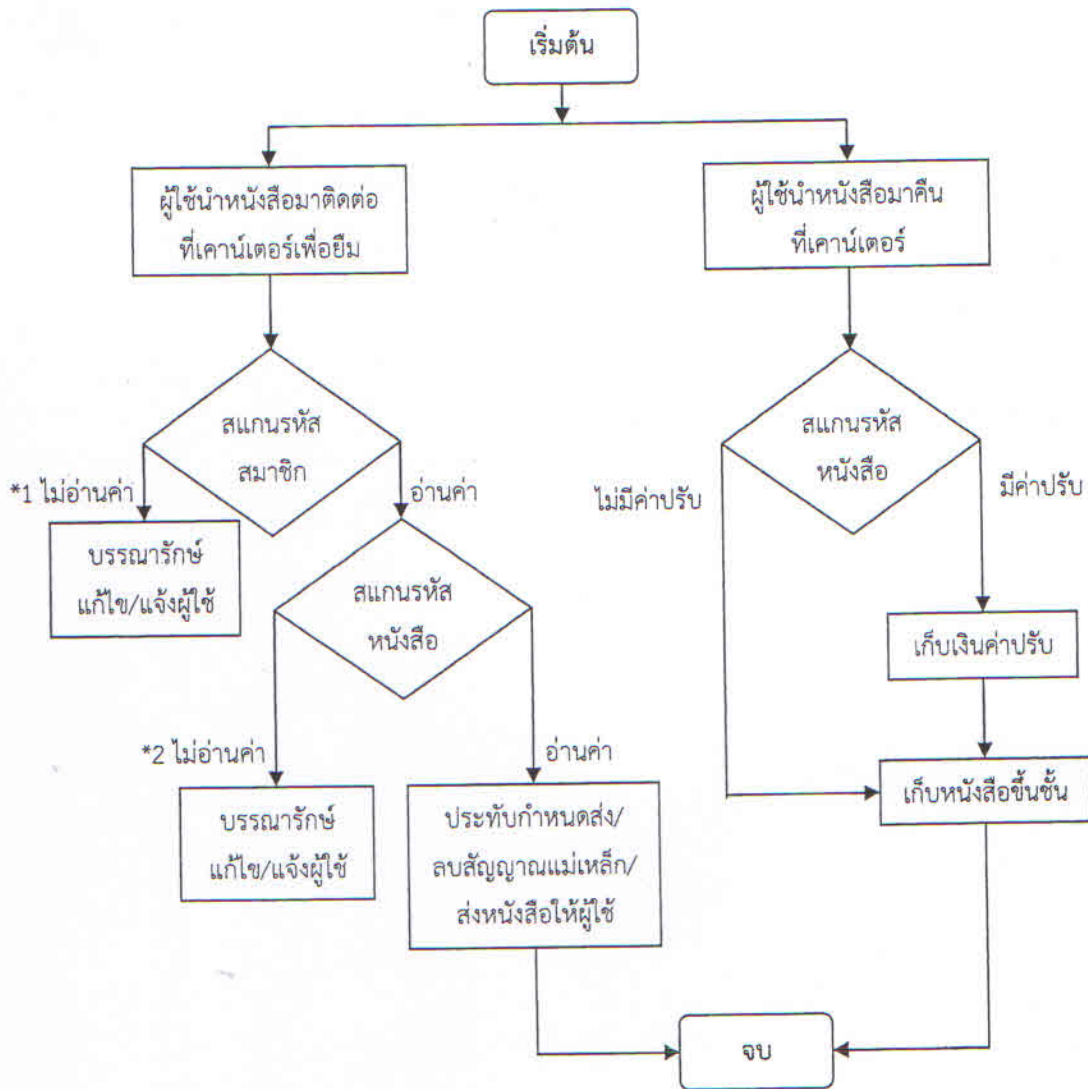 เริ่มต้น
ผู้ใช้นำหนังสือมาติดต่อ
ที่เคาน์เตอร์เพื่อยืม
ผู้ใช้นำหนังสือมาคืน
ที่เคาน์เตอร์
สแกนรหัส
สมาชิก
*1 ไม่อ่านค่า
อ่านค่า
บรรณารักษ์
แก้ไข/แจ้งผู้ใช้
สแกนรหัส
หนังสือ
*2 ไม่อ่านค่า
อ่านค่า
บรรณารักษ์
แก้ไข/แจ้งผู้ใช้
ประทับกำหนดส่ง/
ลบสัญญาณแม่เหล็ก/
ส่งหนังสือให้ผู้ใช้
สแกนรหัส
หนังสือ
ไม่มีค่าปรับ
มีค่าปรับ
เก็บเงินค่าปรับ
เก็บหนังสือขึ้นชั้น
จบ